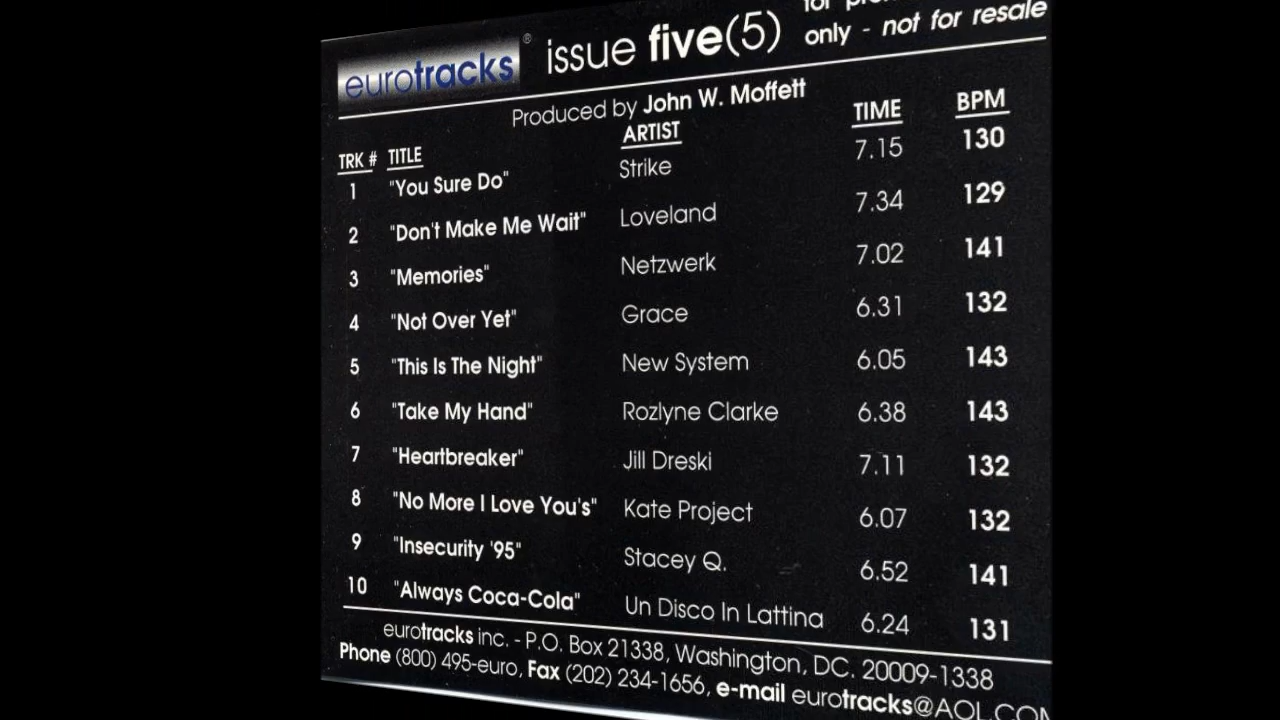 for
eurotracks® issue five(5) only - not for resale
Produced by John W. Moffett
TRK # TITLE ARTIST TIME BPM
1 "You Sure Do" Strike 7.15 130
2 "Don't Make Me Wait" Loveland 7.34 129
3 "Memories" Netzwerk 7.02 141
4 "Not Over Yet" Grace 6.31 132
5 "This Is The Night" New System 6.05 143
6 "Take My Hand" Rozlyne Clarke 6.38 143
7 "Heartbreaker" Jill Dreski 7.11 132
8 "No More I Love You's" Kate Project 6.07 132
9 "Insecurity '95" Stacey Q. 6.52 141
10 "Always Coca-Cola" Un Disco In Lattina 6.24 131
eurotracks inc. - P.O. Box 21338, Washington, DC. 20009-1338
Phone (800) 495-euro, Fax (202) 234-1656, e-mail eurotracks@AOL.COM